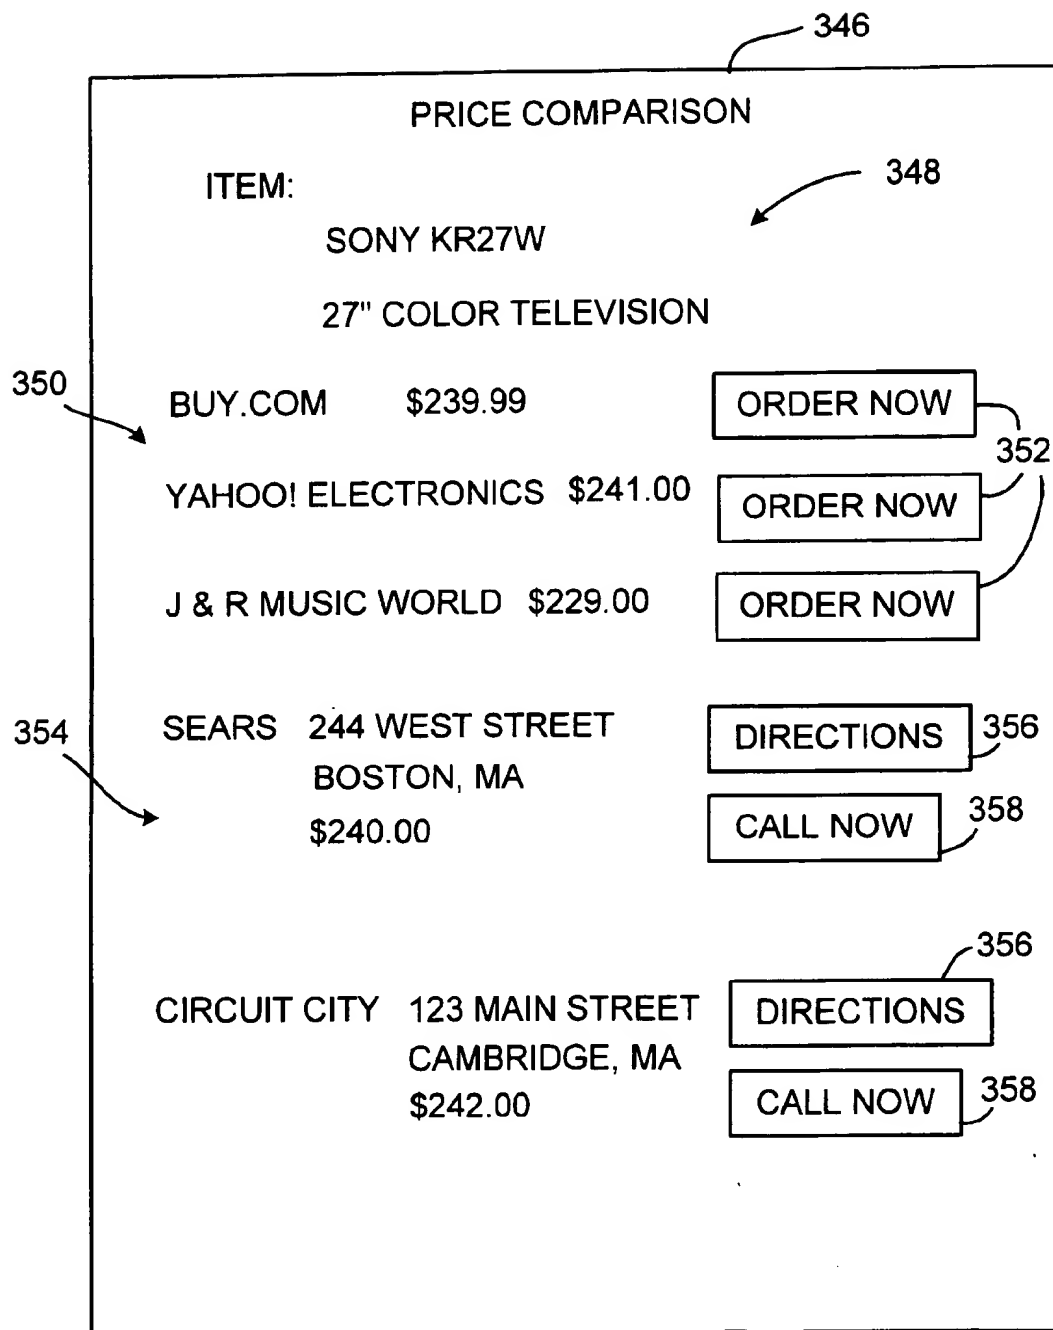 346
PRICE COMPARISON
ITEM:
348
SONY KR27W
27" COLOR TELEVISION
350
BUY.COM $239.99 ORDER NOW
352
YAHOO! ELECTRONICS $241.00 ORDER NOW
J & R MUSIC WORLD $229.00 ORDER NOW
354
SEARS 244 WEST STREET DIRECTIONS 356
BOSTON, MA
$240.00 CALL NOW 358
356
CIRCUIT CITY 123 MAIN STREET DIRECTIONS
CAMBRIDGE, MA
$242.00 CALL NOW 358